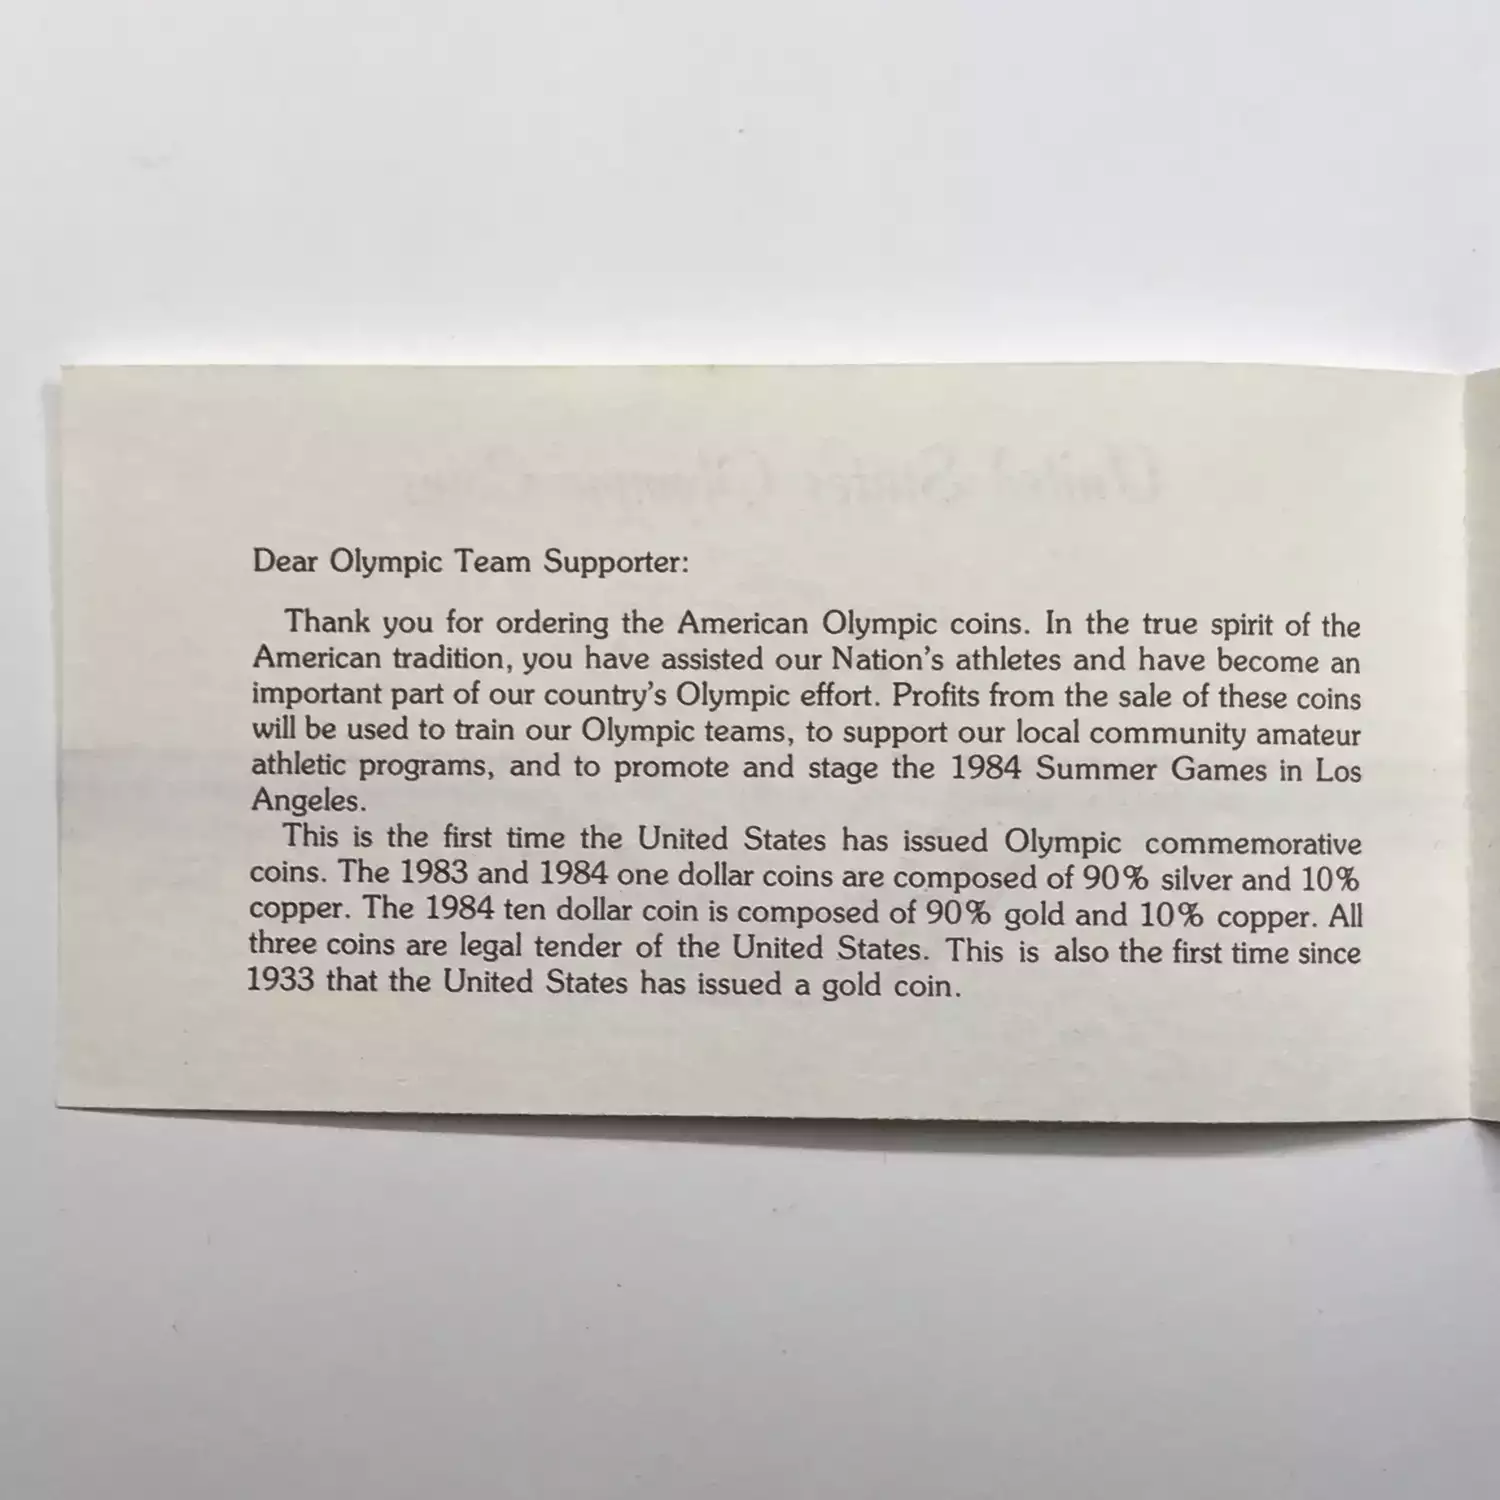 Dear Olympic Team Supporter:
Thank you for ordering the American Olympic coins. In the true spirit of the
American tradition, you have assisted our Nation's athletes and have become an
important part of our country's Olympic effort. Profits from the sale of these coins
will be used to train our Olympic teams, to support our local community amateur
athletic programs, and to promote and stage the 1984 Summer Games in Los
Angeles.
This is the first time the United States has issued Olympic commemorative
coins. The 1983 and 1984 one dollar coins are composed of 90% silver and 10%
copper. The 1984 ten dollar coin is composed of 90% gold and 10% copper. All
three coins are legal tender of the United States. This is also the first time since
1933 that the United States has issued a gold coin.